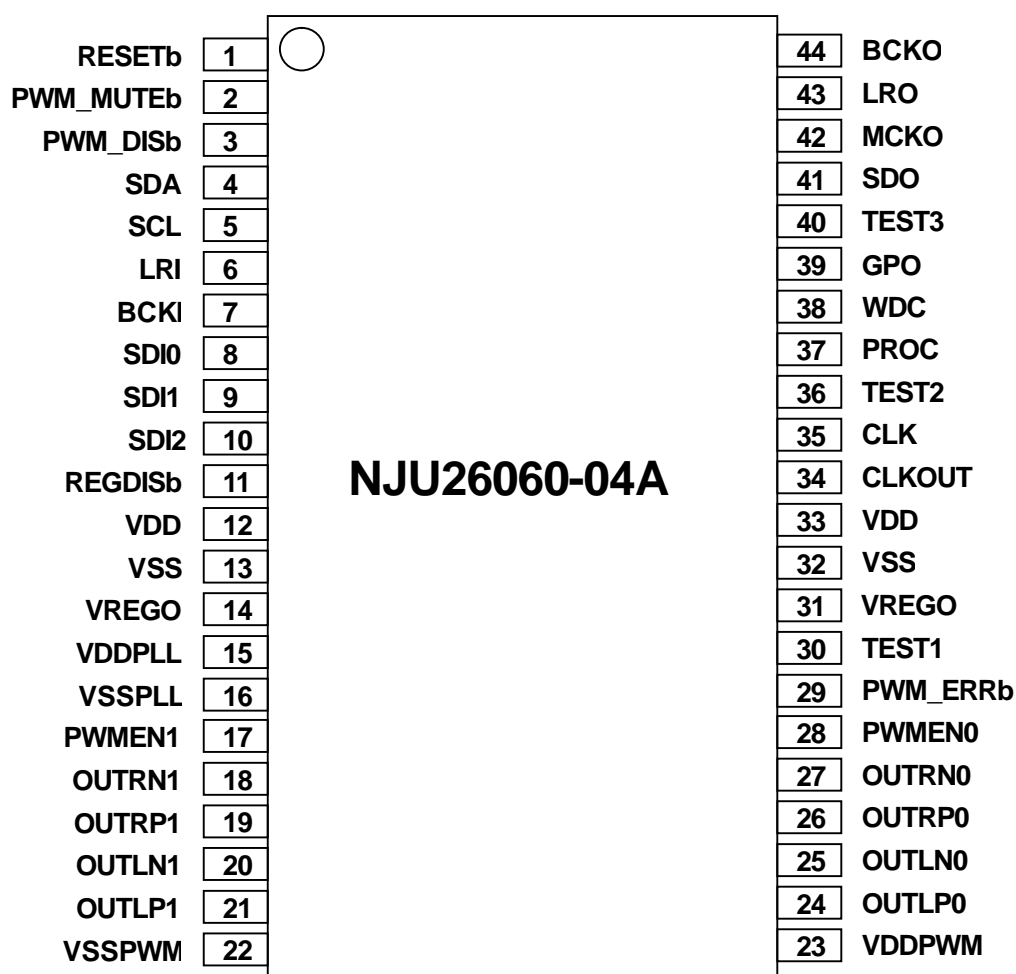 RESETb 1 44 BCKO
PWM_MUTEb 2 43 LRO
PWM_DISb 3 42 MCKO
SDA 4 41 SDO
SCL 5 40 TEST3
LRI 6 39 GPO
BCKI 7 38 WDC
SDI0 8 37 PROC
SDI1 9 36 TEST2
SDI2 10 35 CLK
REGDISb 11 NJU26060-04A 34 CLKOUT
VDD 12 33 VDD
VSS 13 32 VSS
VREGO 14 31 VREGO
VDDPLL 15 30 TEST1
VSSPLL 16 29 PWM_ERRb
PWMEN1 17 28 PWMEN0
OUTRN1 18 27 OUTRN0
OUTRP1 19 26 OUTRP0
OUTLN1 20 25 OUTLN0
OUTLP1 21 24 OUTLP0
VSSPWM 22 23 VDDPWM